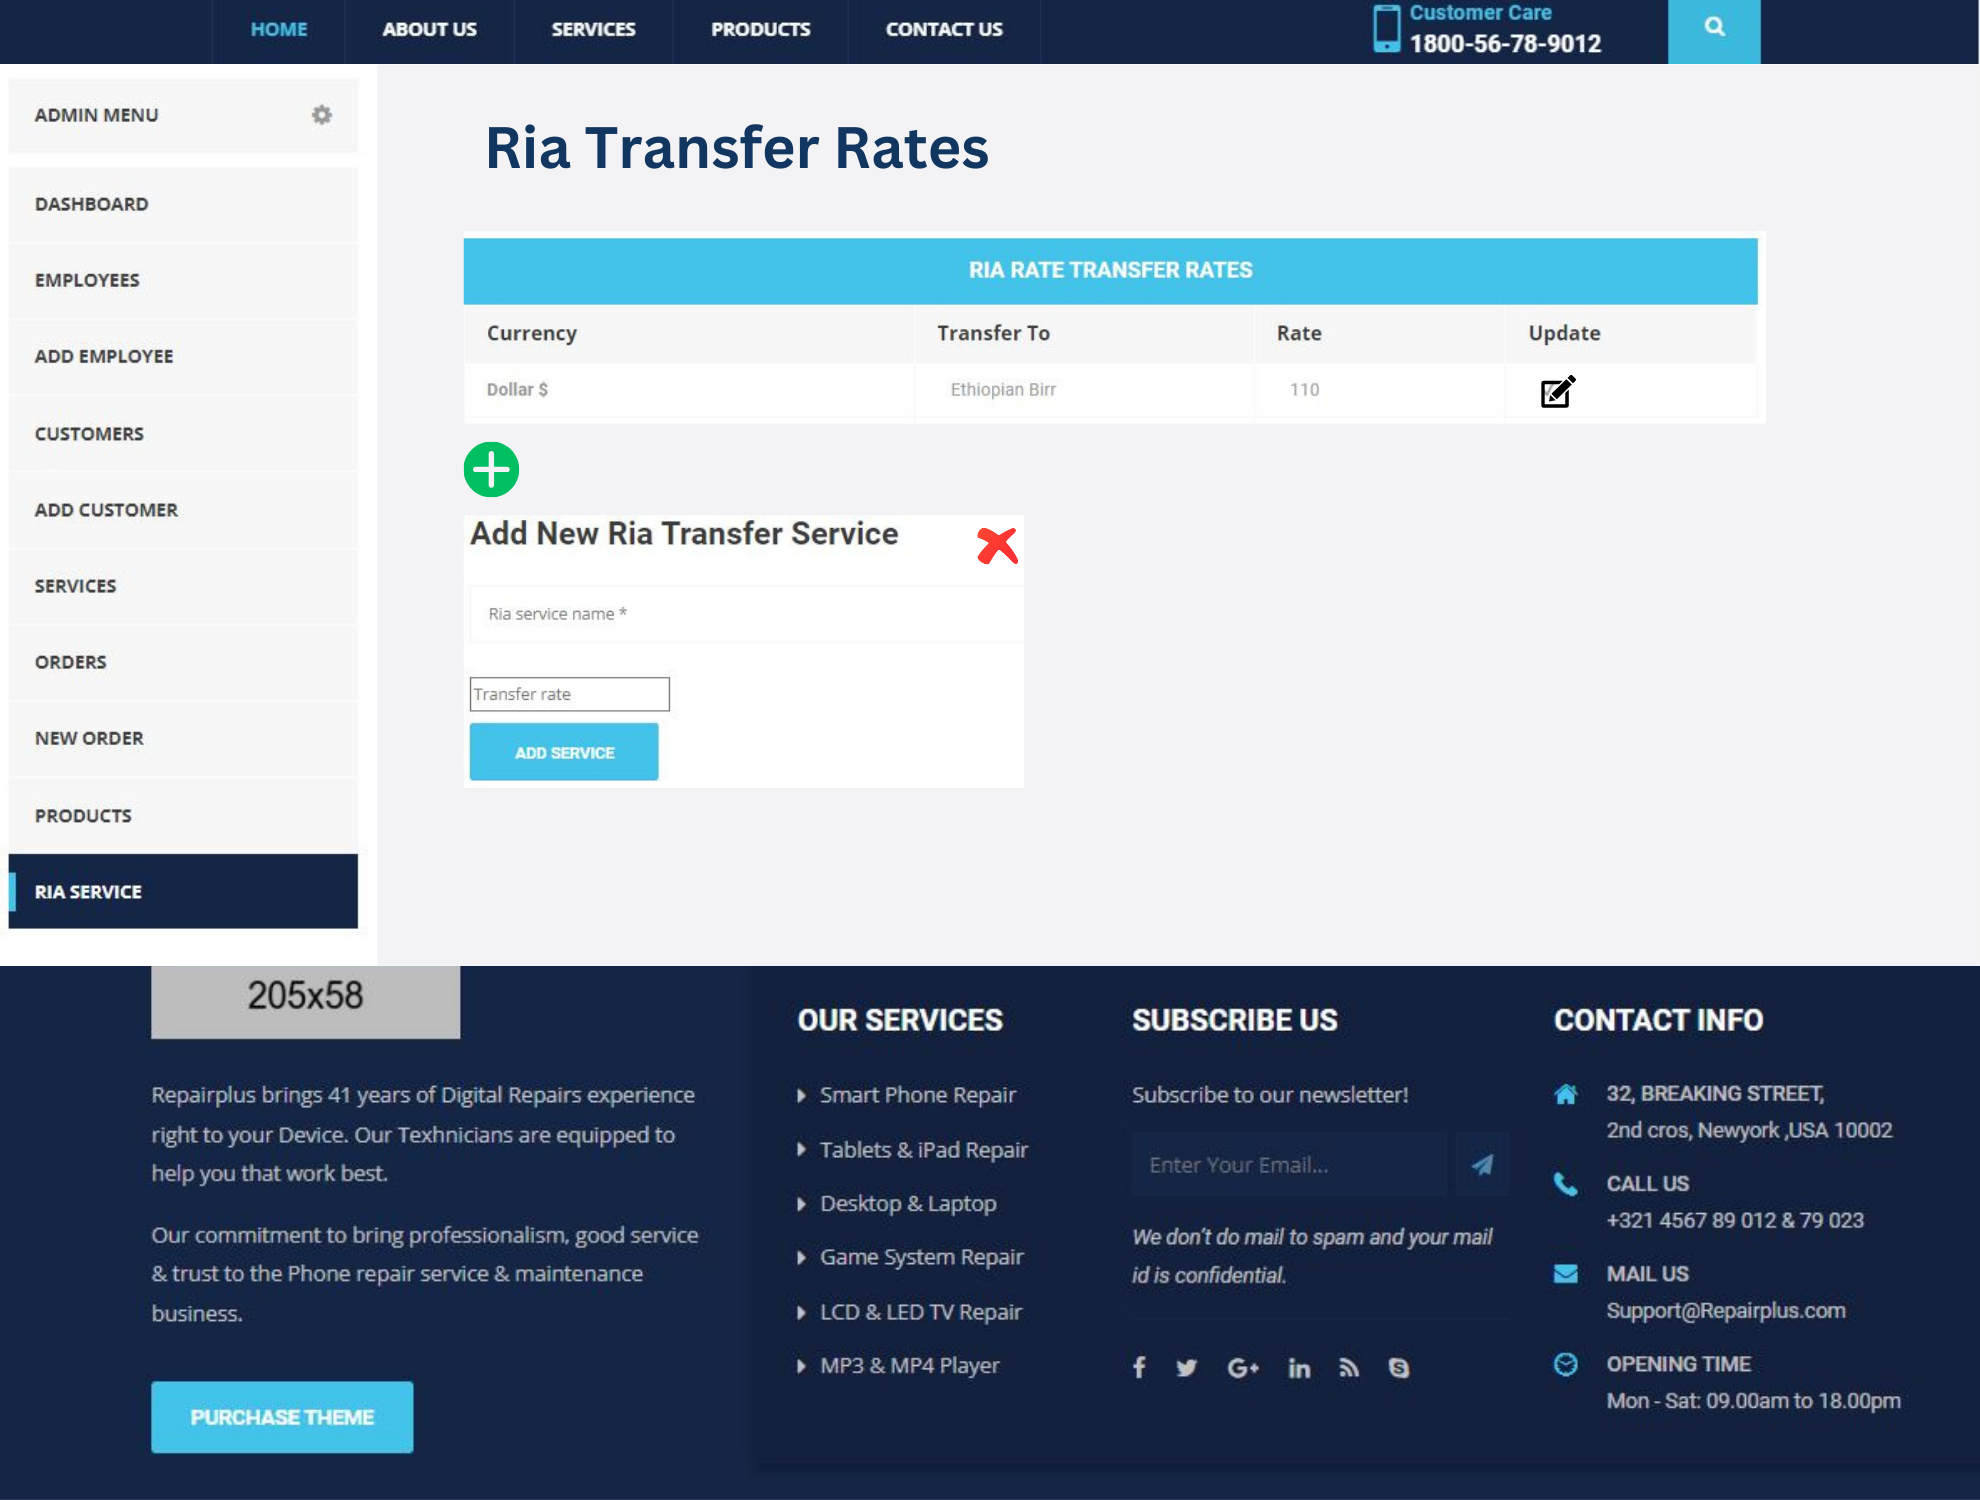 HOME ABOUT US SERVICES PRODUCTS CONTACT US
Customer Care
1800-56-78-9012
ADMIN MENU
DASHBOARD
EMPLOYEES
ADD EMPLOYEE
CUSTOMERS
ADD CUSTOMER
SERVICES
ORDERS
NEW ORDER
PRODUCTS
RIA SERVICE
Ria Transfer Rates
RIA RATE TRANSFER RATES
Currency Transfer To Rate Update
Dollar $ Ethiopian Birr 110
Add New Ria Transfer Service
Ria service name *
Transfer rate
ADD SERVICE
205x58
Repairplus brings 41 years of Digital Repairs experience
right to your Device. Our Texhnicians are equipped to
help you that work best.
Our commitment to bring professionalism, good service
& trust to the Phone repair service & maintenance
business.
PURCHASE THEME
OUR SERVICES
Smart Phone Repair
Tablets & iPad Repair
Desktop & Laptop
Game System Repair
LCD & LED TV Repair
MP3 & MP4 Player
SUBSCRIBE US
Subscribe to our newsletter!
Enter Your Email...
We don't do mail to spam and your mail
id is confidential.
CONTACT INFO
32, BREAKING STREET,
2nd cros, Newyork ,USA 10002
CALL US
+321 4567 89 012 & 79 023
MAIL US
Support@Repairplus.com
OPENING TIME
Mon - Sat: 09.00am to 18.00pm